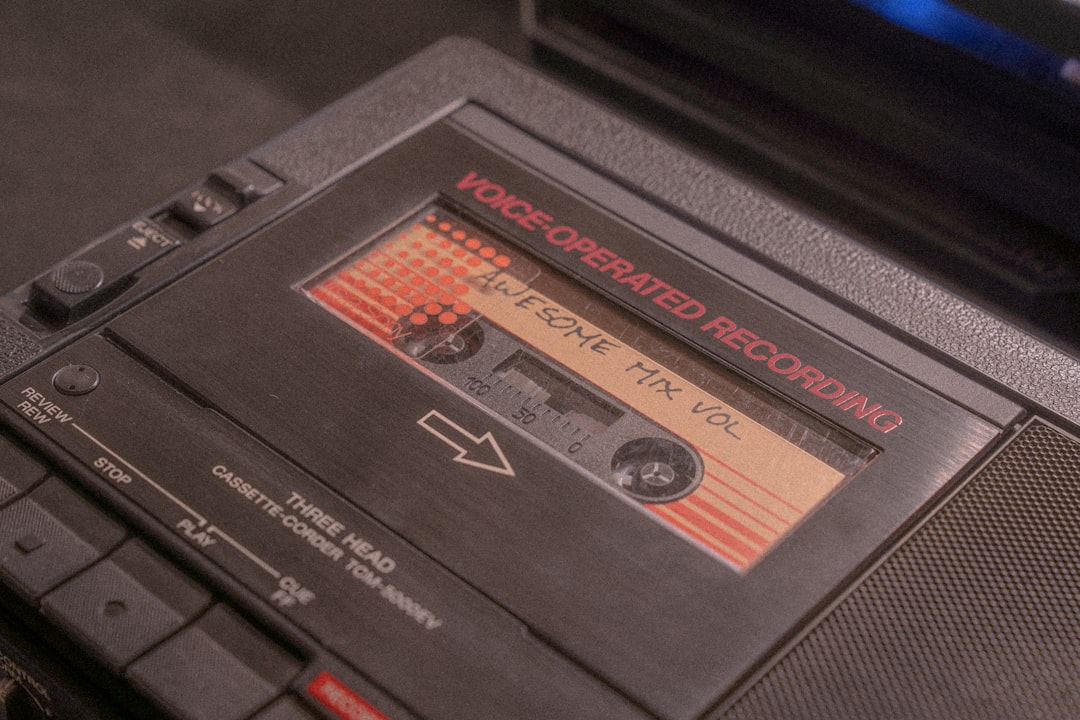 VOICE-OPERATED RECORDING
EJECT
SONY
AWESOME MIX VOL
100 50 0
REVIEW
REW
STOP
PLAY
CUE
FF
THREE HEAD
CASSETTE-CORDER TCM-5000EV